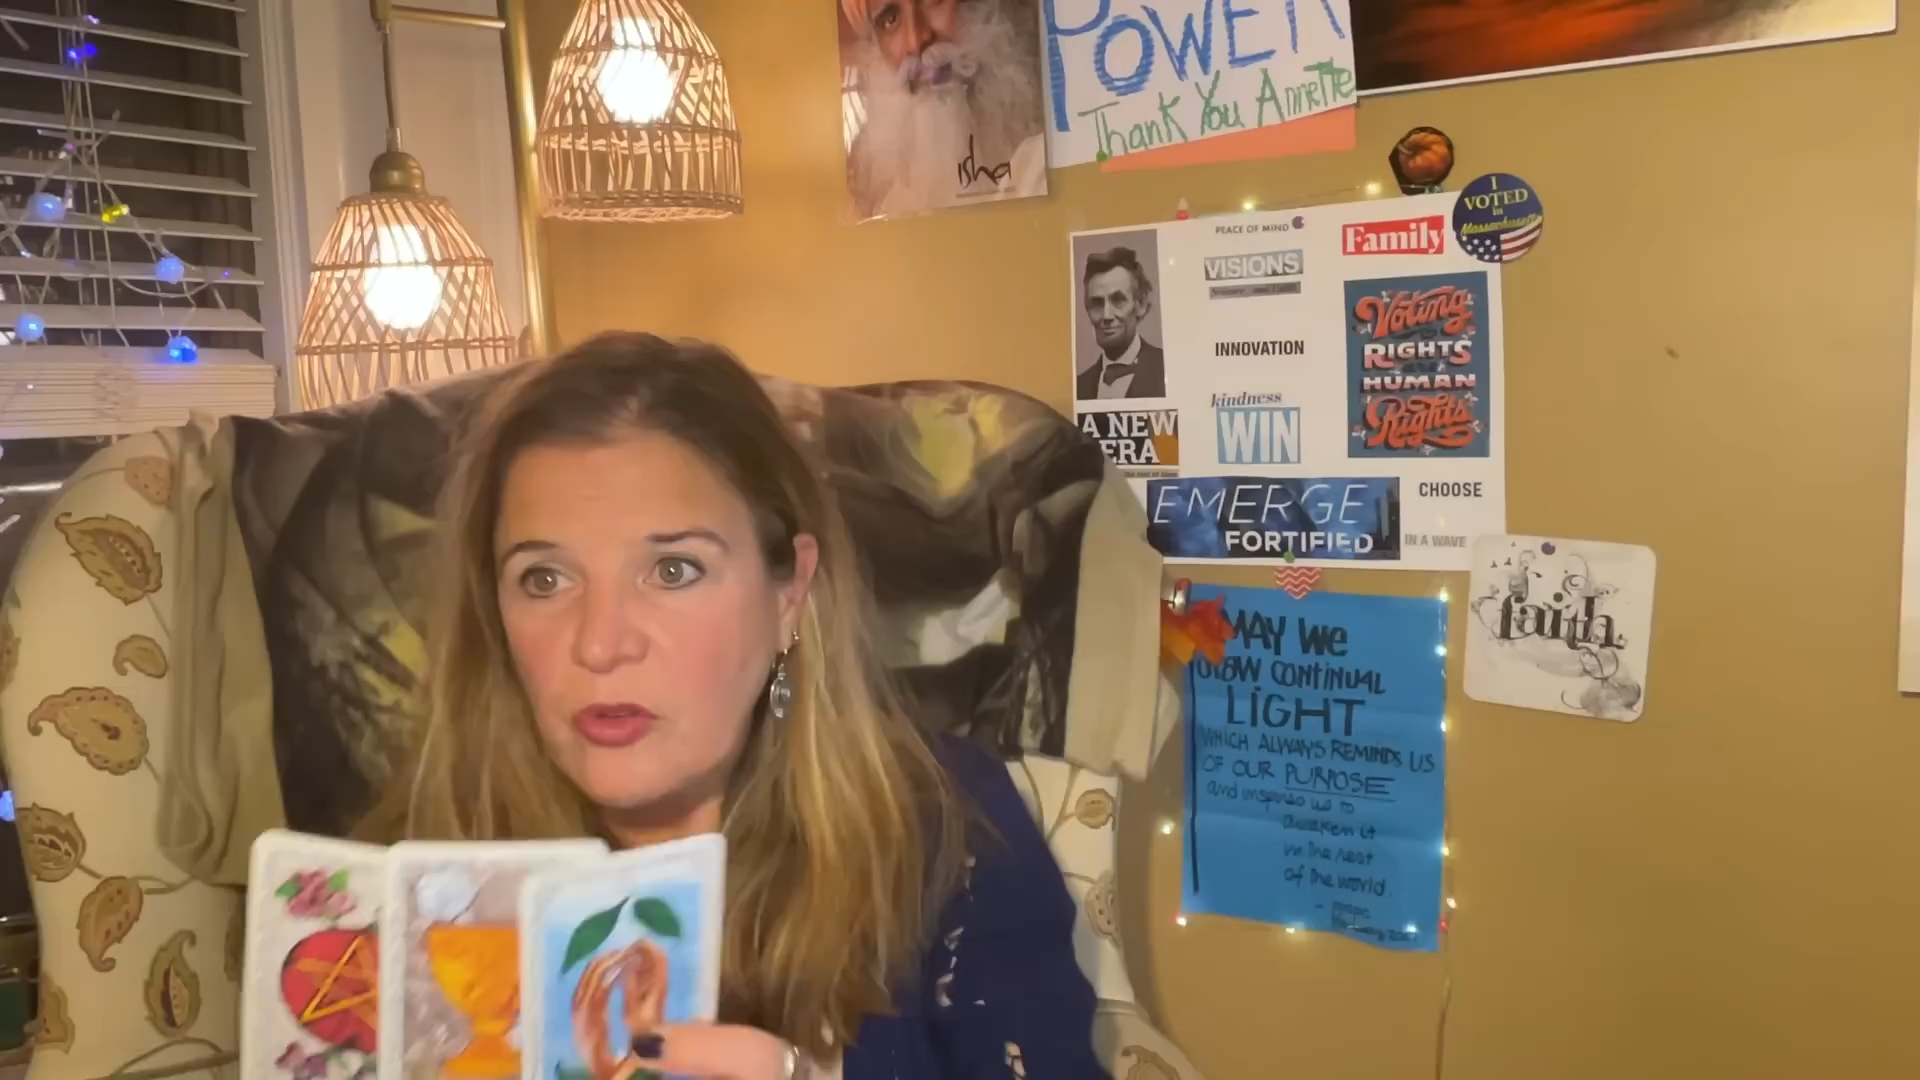 POWER
Thank You Annette
isha
I
VOTED
in
Massachusetts
PEACE OF MIND
Family
VISIONS
Voting
RIGHTS
HUMAN
Rights
INNOVATION
kindness
WIN
A NEW
ERA
EMERGE
FORTIFIED
CHOOSE
IN A WAVE
faith
MAY WE
CONTINUAL
LIGHT
WHICH ALWAYS REMINDS US
OF OUR PURPOSE
and inspires us to
awaken it
in the rest
of the world.